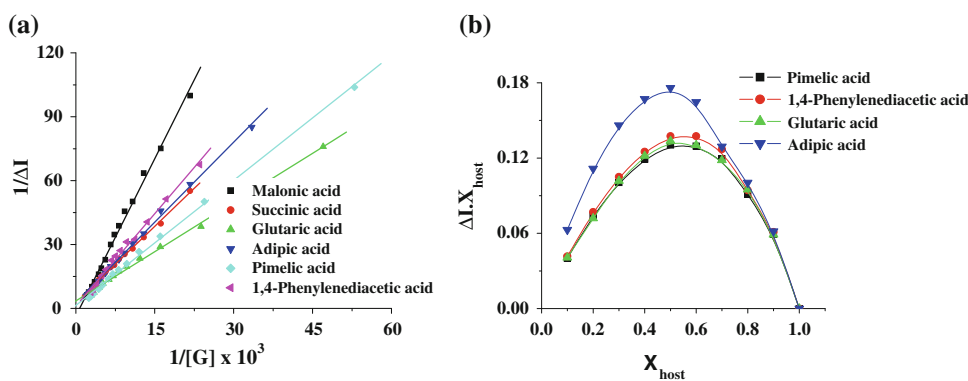 (a)
120
90
60
30
0
1/ΔI
Malonic acid
Succinic acid
Glutaric acid
Adipic acid
Pimelic acid
1,4-Phenylenediacetic acid
0 15 30 45 60
1/[G] x 10³
(b)
0.18
0.12
0.06
0.00
ΔI.X_host
Pimelic acid
1,4-Phenylenediacetic acid
Glutaric acid
Adipic acid
0.0 0.2 0.4 0.6 0.8 1.0
X_host